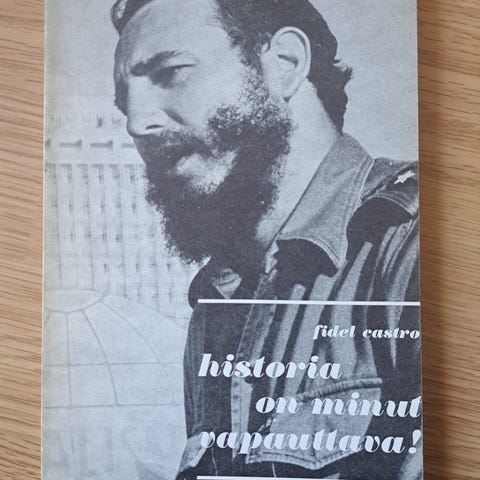 fidel castro
historia
on minut
vapauttava!